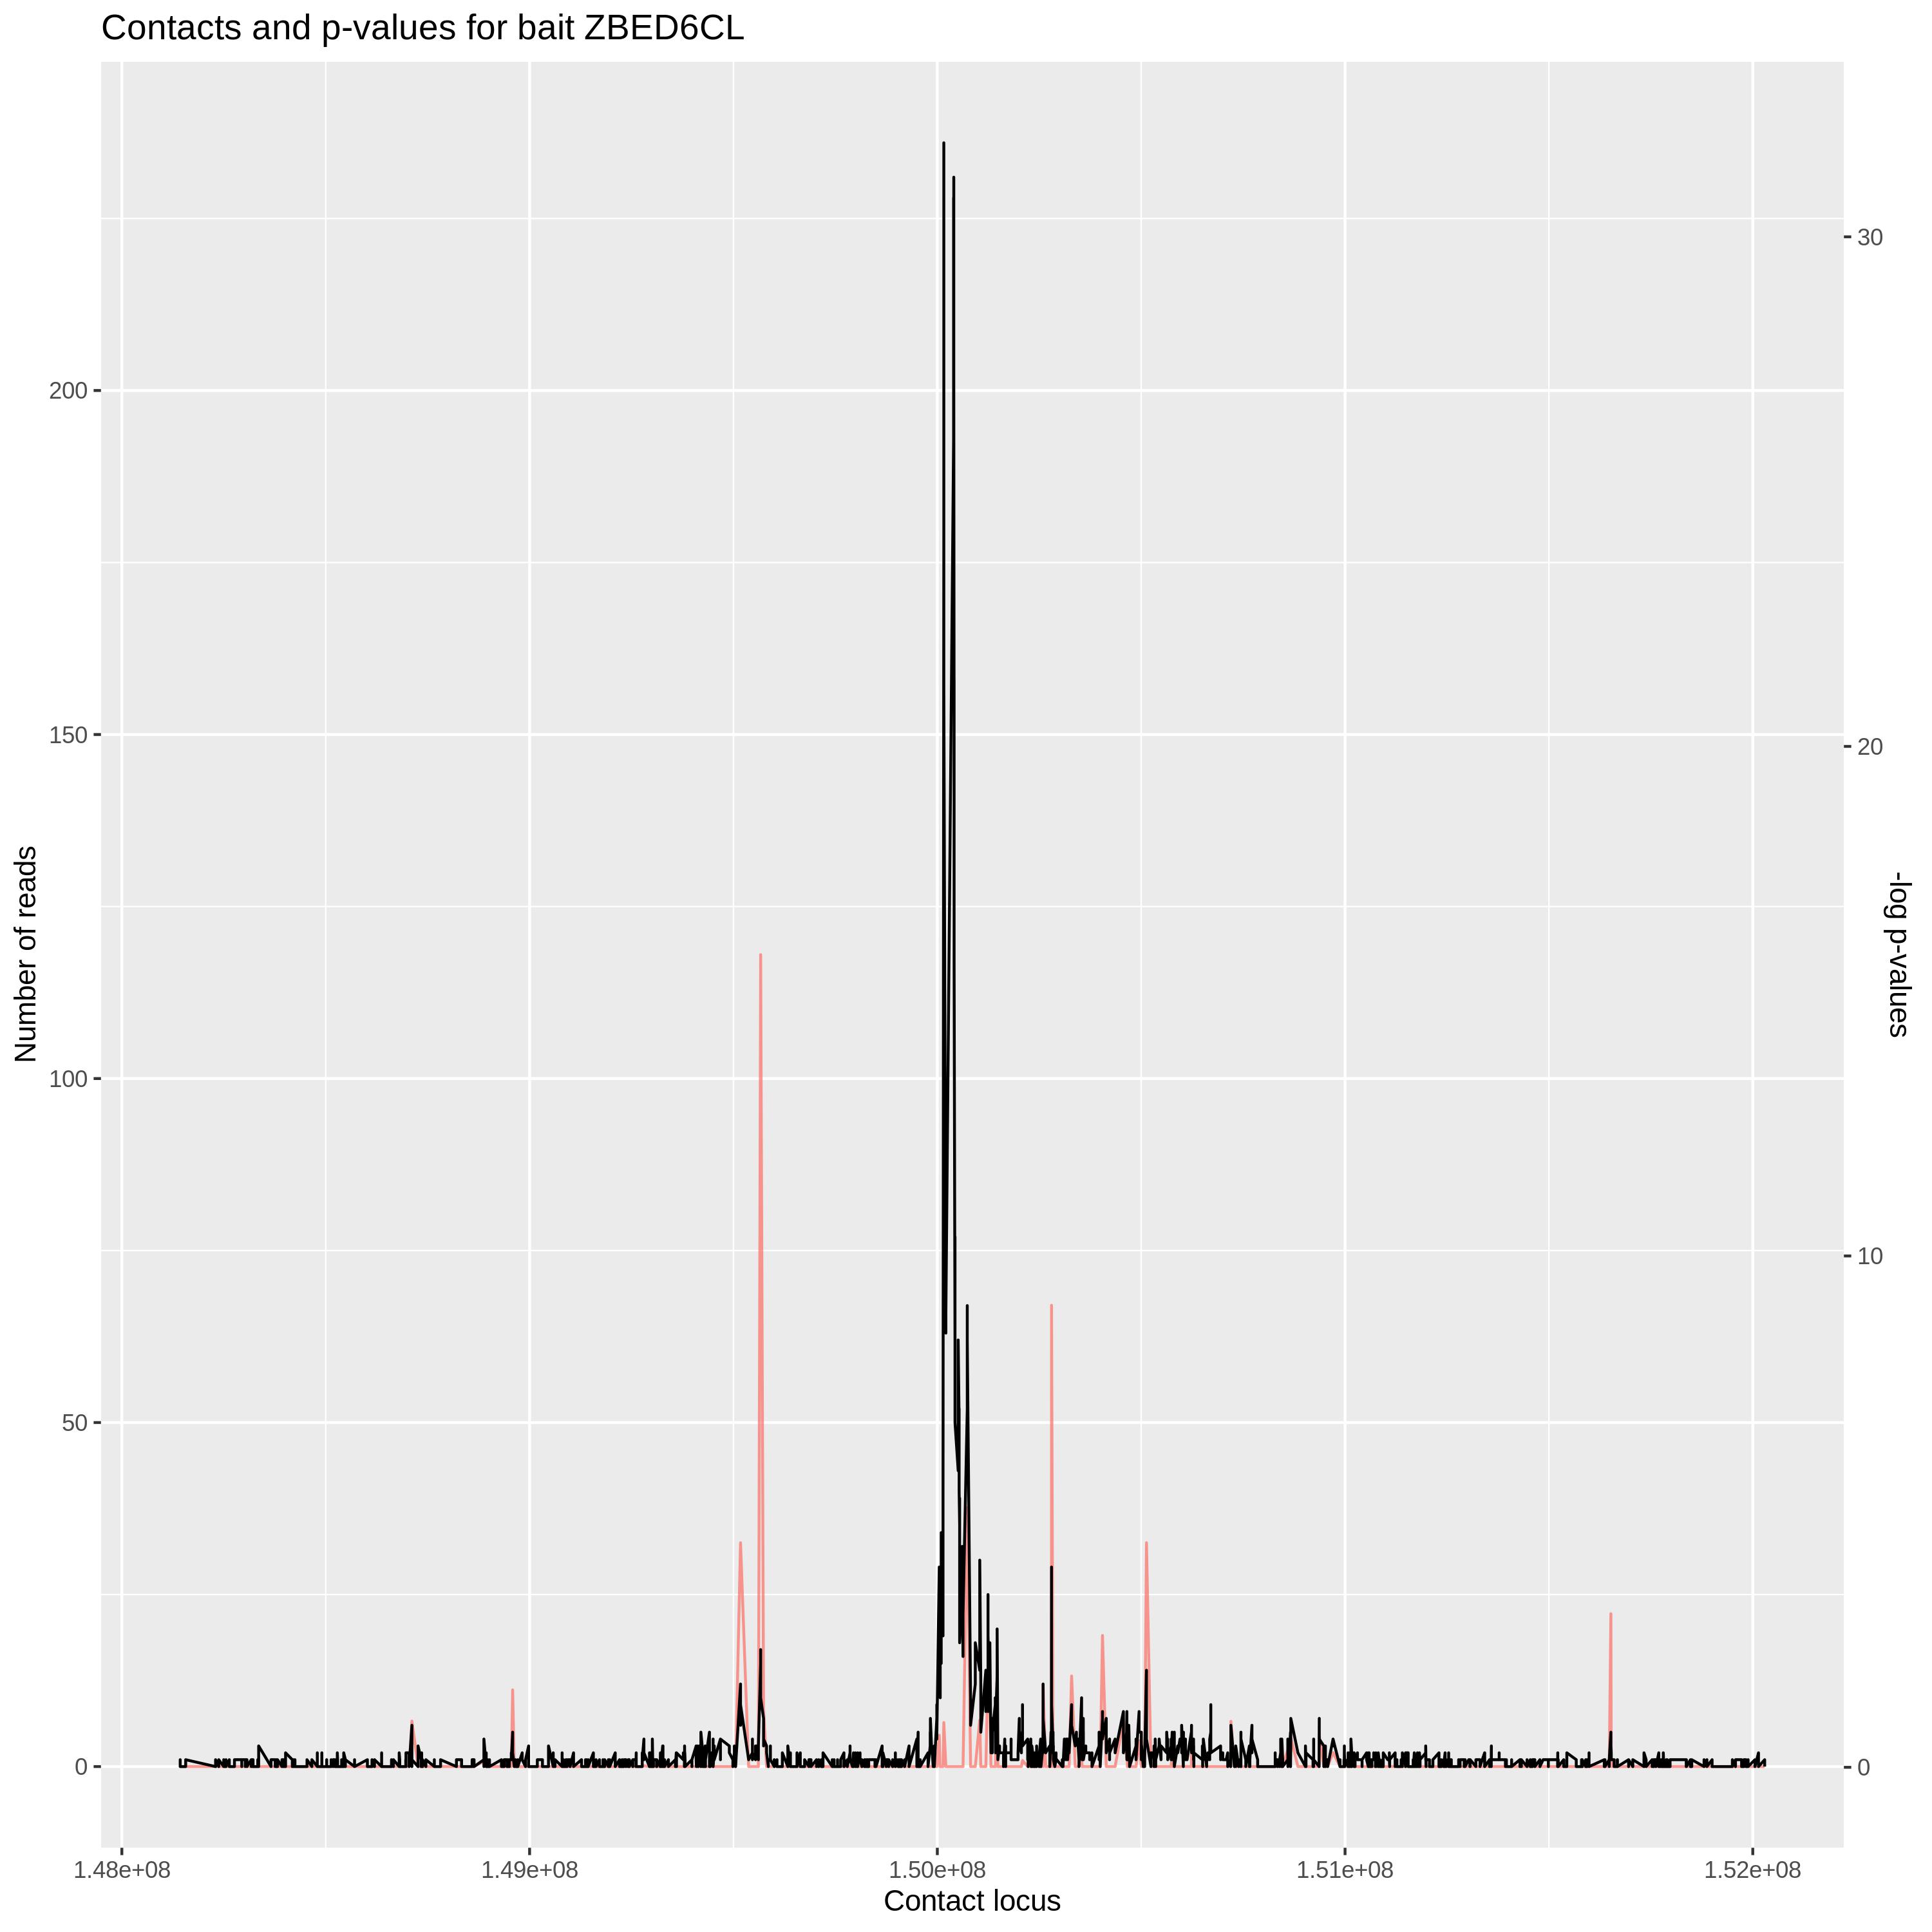 Contacts and p-values for bait ZBED6CL
Number of reads
200
150
100
50
0
30
20
10
0
-log p-values
1.48e+08
1.49e+08
1.50e+08
1.51e+08
1.52e+08
Contact locus